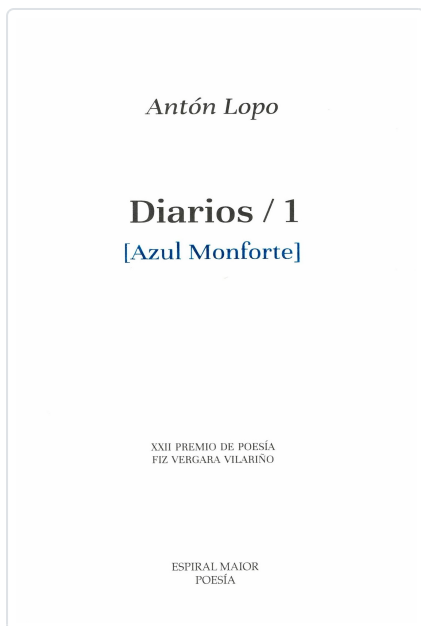 Antón Lopo
Diarios / 1
[Azul Monforte]
XXII PREMIO DE POESÍA
FIZ VERGARA VILARIÑO
ESPIRAL MAIOR
POESÍA